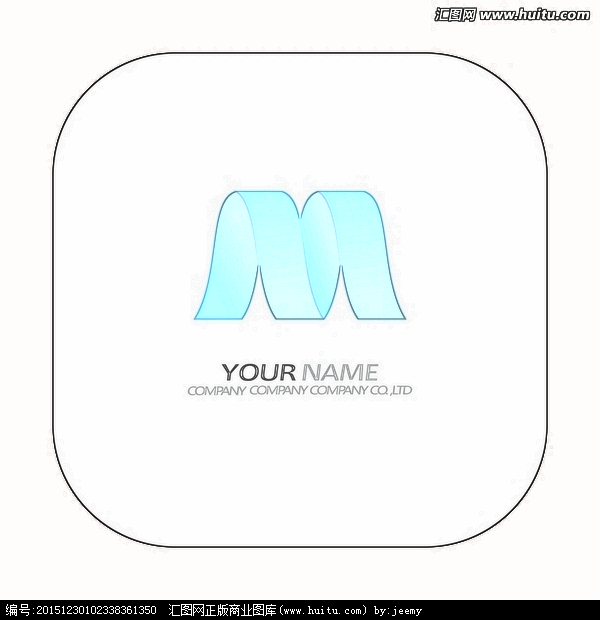 汇图网 www.huitu.com
YOUR NAME
COMPANY COMPANY COMPANY CO.,LTD
编号:20151230102338361350 汇图网正版商业图库(www.huitu.com) by:jeemy